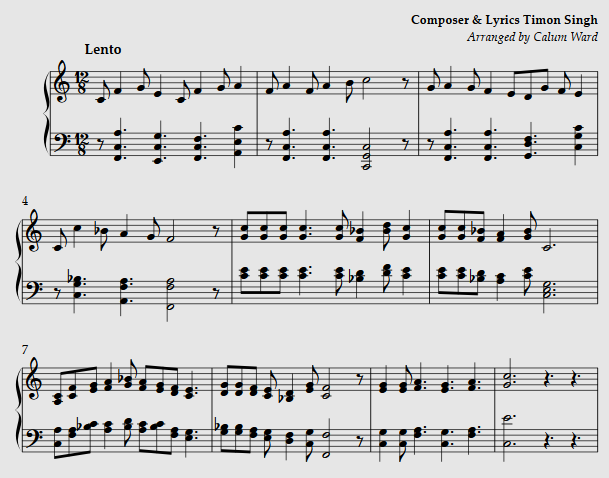 Composer & Lyrics Timon Singh
Arranged by Calum Ward
Lento
12
8
12
8
4
7